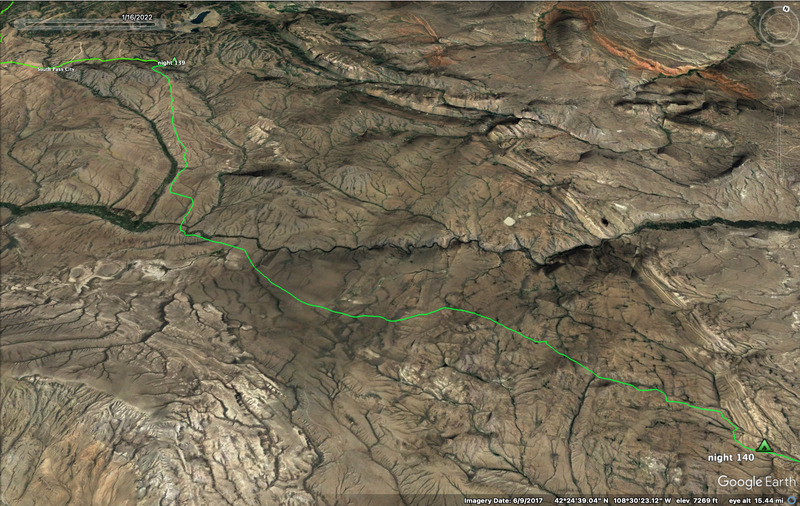 1/16/2022
night 139
South Pass City
night 140
Google Earth
Imagery Date: 6/9/2017 42°24'39.04" N 108°30'23.12" W elev 7269 ft eye alt 15.44 mi